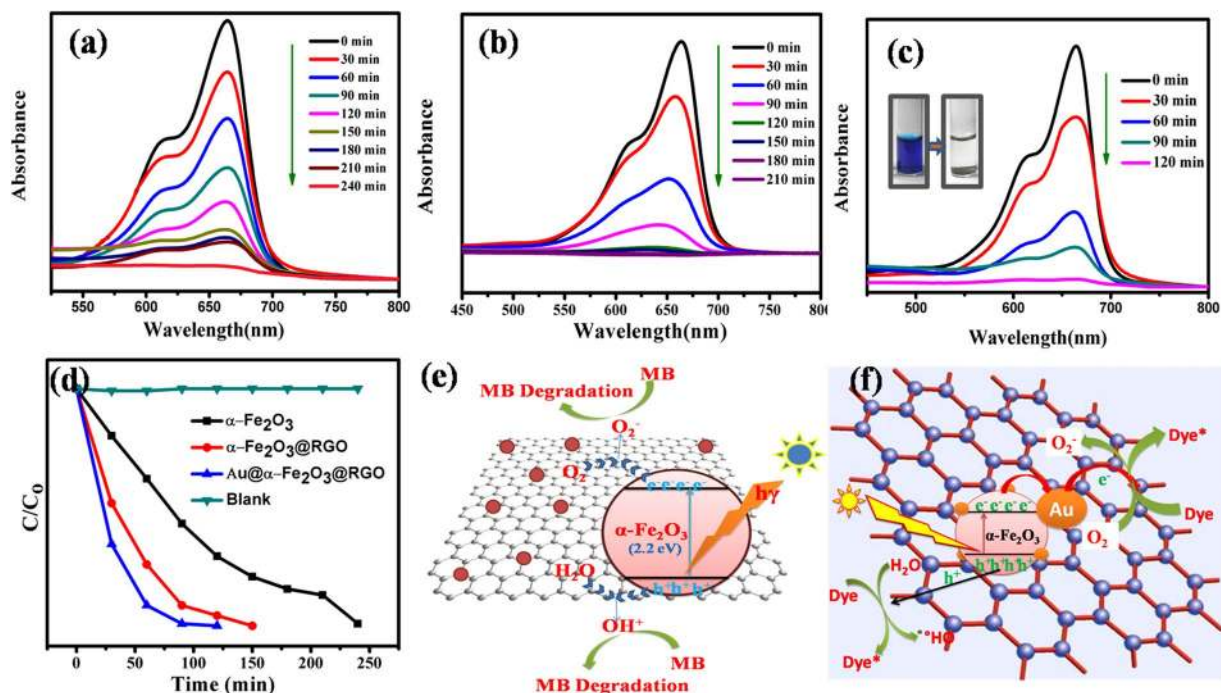 (a)
Absorbance
0 min
30 min
60 min
90 min
120 min
150 min
180 min
210 min
240 min
550 600 650 700 750 800
Wavelength(nm)
(b)
Absorbance
0 min
30 min
60 min
90 min
120 min
150 min
180 min
210 min
450 500 550 600 650 700 750 800
Wavelength(nm)
(c)
Absorbance
0 min
30 min
60 min
90 min
120 min
500 600 700 800
Wavelength(nm)
(d)
C/C₀
α–Fe₂O₃
α–Fe₂O₃@RGO
Au@α–Fe₂O₃@RGO
Blank
0 50 100 150 200 250
Time (min)
(e)
MB
MB Degradation
O₂⁻
O₂
e⁻e⁻e⁻e⁻
hγ
α-Fe₂O₃
(2.2 eV)
H₂O
h⁺h⁺h
OH⁺
MB
MB Degradation
(f)
Dye*
O₂⁻
e⁻
e⁻e⁻e⁻e⁻
Au
Dye
O₂
α-Fe₂O₃
H₂O
h⁺
h⁺h⁺h⁺h⁺
Dye
Dye*